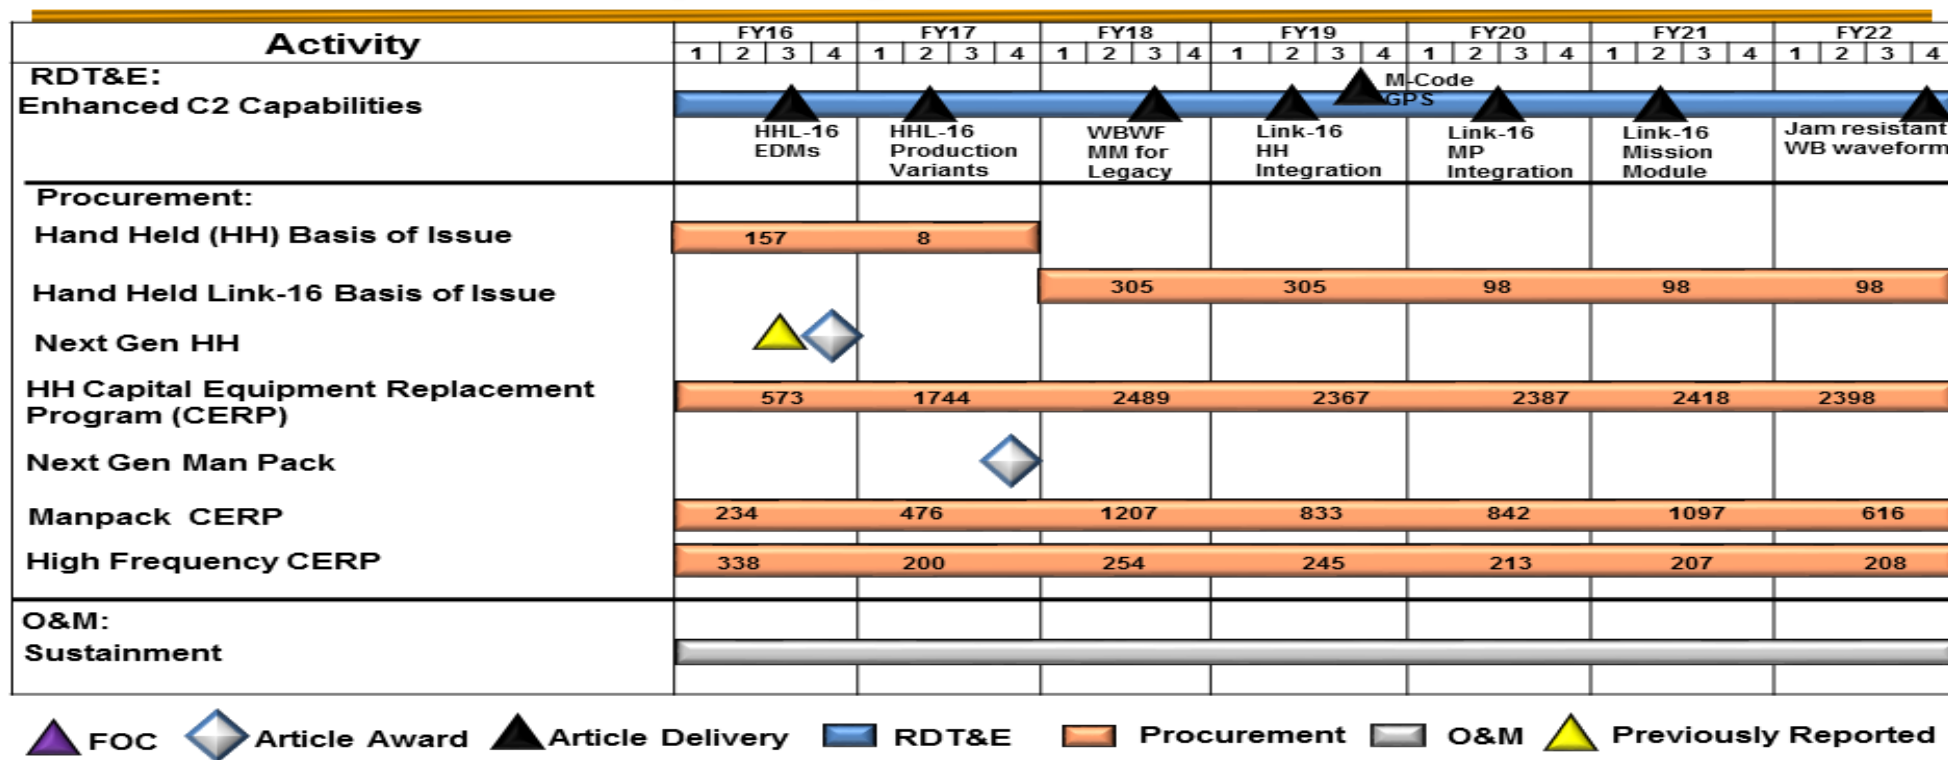 Activity
FY16 FY17 FY18 FY19 FY20 FY21 FY22
1 2 3 4 1 2 3 4 1 2 3 4 1 2 3 4 1 2 3 4 1 2 3 4 1 2 3 4
RDT&E:
Enhanced C2 Capabilities
M-Code
GPS
HHL-16
EDMs
HHL-16
Production
Variants
WBWF
MM for
Legacy
Link-16
HH
Integration
Link-16
MP
Integration
Link-16
Mission
Module
Jam resistant
WB waveform
Procurement:
Hand Held (HH) Basis of Issue
157 8
Hand Held Link-16 Basis of Issue
305 305 98 98 98
Next Gen HH
HH Capital Equipment Replacement
Program (CERP)
573 1744 2489 2367 2387 2418 2398
Next Gen Man Pack
Manpack CERP
234 476 1207 833 842 1097 616
High Frequency CERP
338 200 254 245 213 207 208
O&M:
Sustainment
FOC Article Award Article Delivery RDT&E Procurement O&M Previously Reported